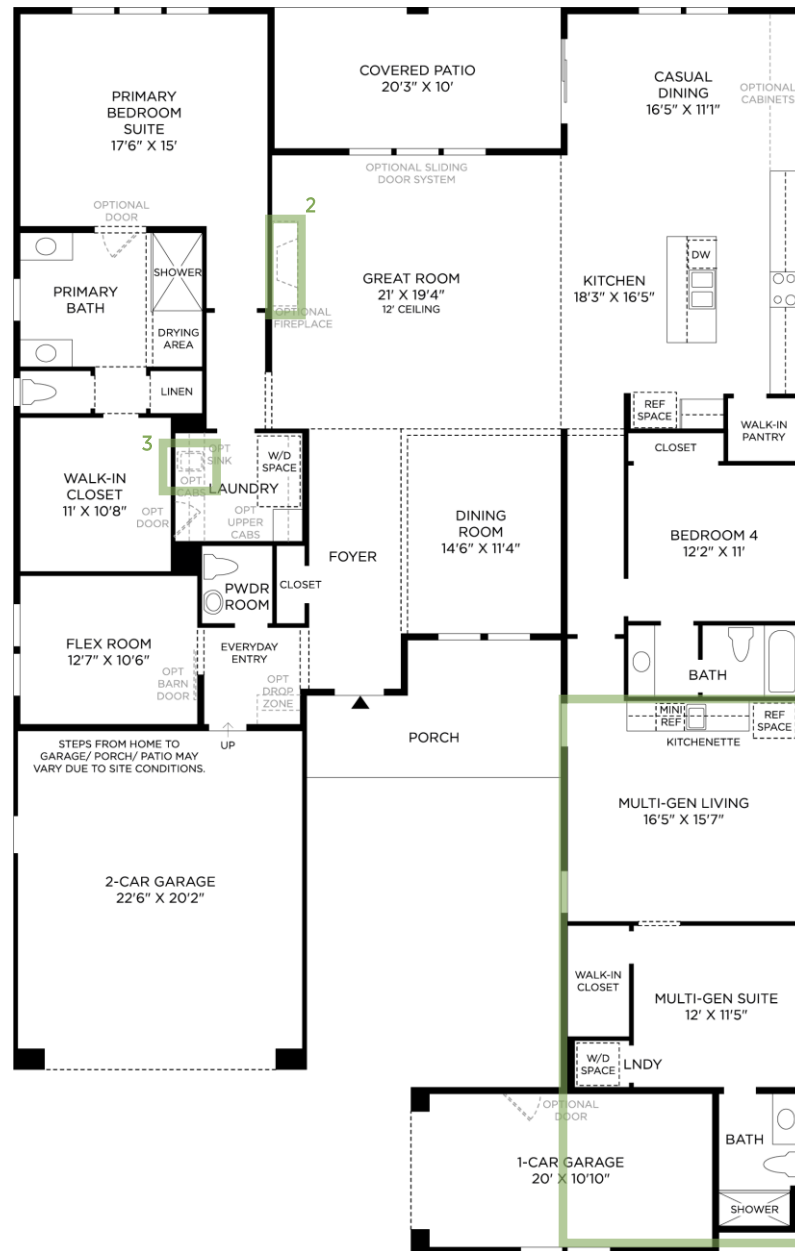 PRIMARY
BEDROOM
SUITE
17'6" X 15'
COVERED PATIO
20'3" X 10'
CASUAL
DINING
16'5" X 11'1"
OPTIONAL
CABINETS
OPTIONAL SLIDING
DOOR SYSTEM
OPTIONAL
DOOR
2
SHOWER
PRIMARY
BATH
DRYING
AREA
LINEN
GREAT ROOM
21' X 19'4"
12' CEILING
OPTIONAL
FIREPLACE
KITCHEN
18'3" X 16'5"
DW
REF
SPACE
WALK-IN
PANTRY
3
OPT
SINK
OPT
CABS
W/D
SPACE
LAUNDRY
OPT
DOOR
OPT
UPPER
CABS
WALK-IN
CLOSET
11' X 10'8"
DINING
ROOM
14'6" X 11'4"
CLOSET
BEDROOM 4
12'2" X 11'
FOYER
CLOSET
PWDR
ROOM
FLEX ROOM
12'7" X 10'6"
OPT
BARN
DOOR
EVERYDAY
ENTRY
OPT
DROP
ZONE
BATH
UP
PORCH
STEPS FROM HOME TO
GARAGE/ PORCH/ PATIO MAY
VARY DUE TO SITE CONDITIONS.
MINI
REF
REF
SPACE
KITCHENETTE
MULTI-GEN LIVING
16'5" X 15'7"
2-CAR GARAGE
22'6" X 20'2"
WALK-IN
CLOSET
MULTI-GEN SUITE
12' X 11'5"
W/D
SPACE
LNDY
OPTIONAL
DOOR
1-CAR GARAGE
20' X 10'10"
BATH
SHOWER